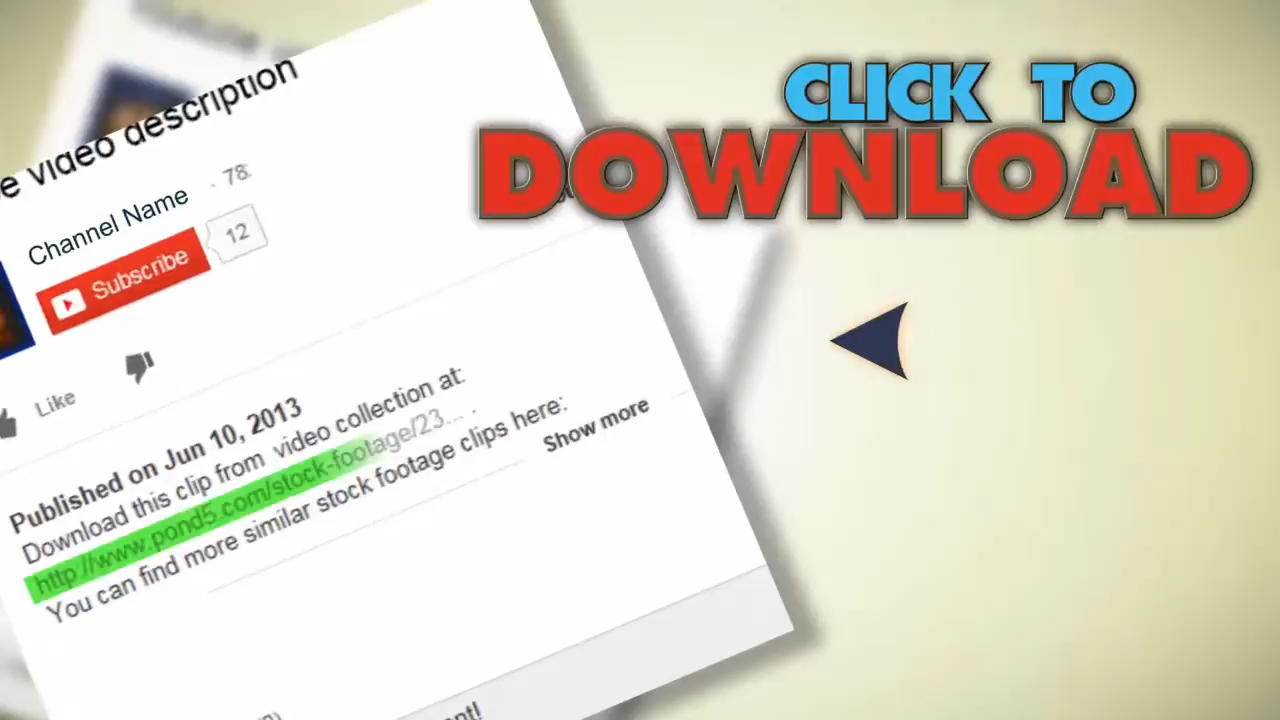 CLICK TO
DOWNLOAD
e video description
Channel Name
78
Subscribe
12
Like
Published on Jun 10, 2013
Download this clip from video collection at:
http://www.pond5.com/stock-footage/23...
You can find more similar stock footage clips here:
Show more